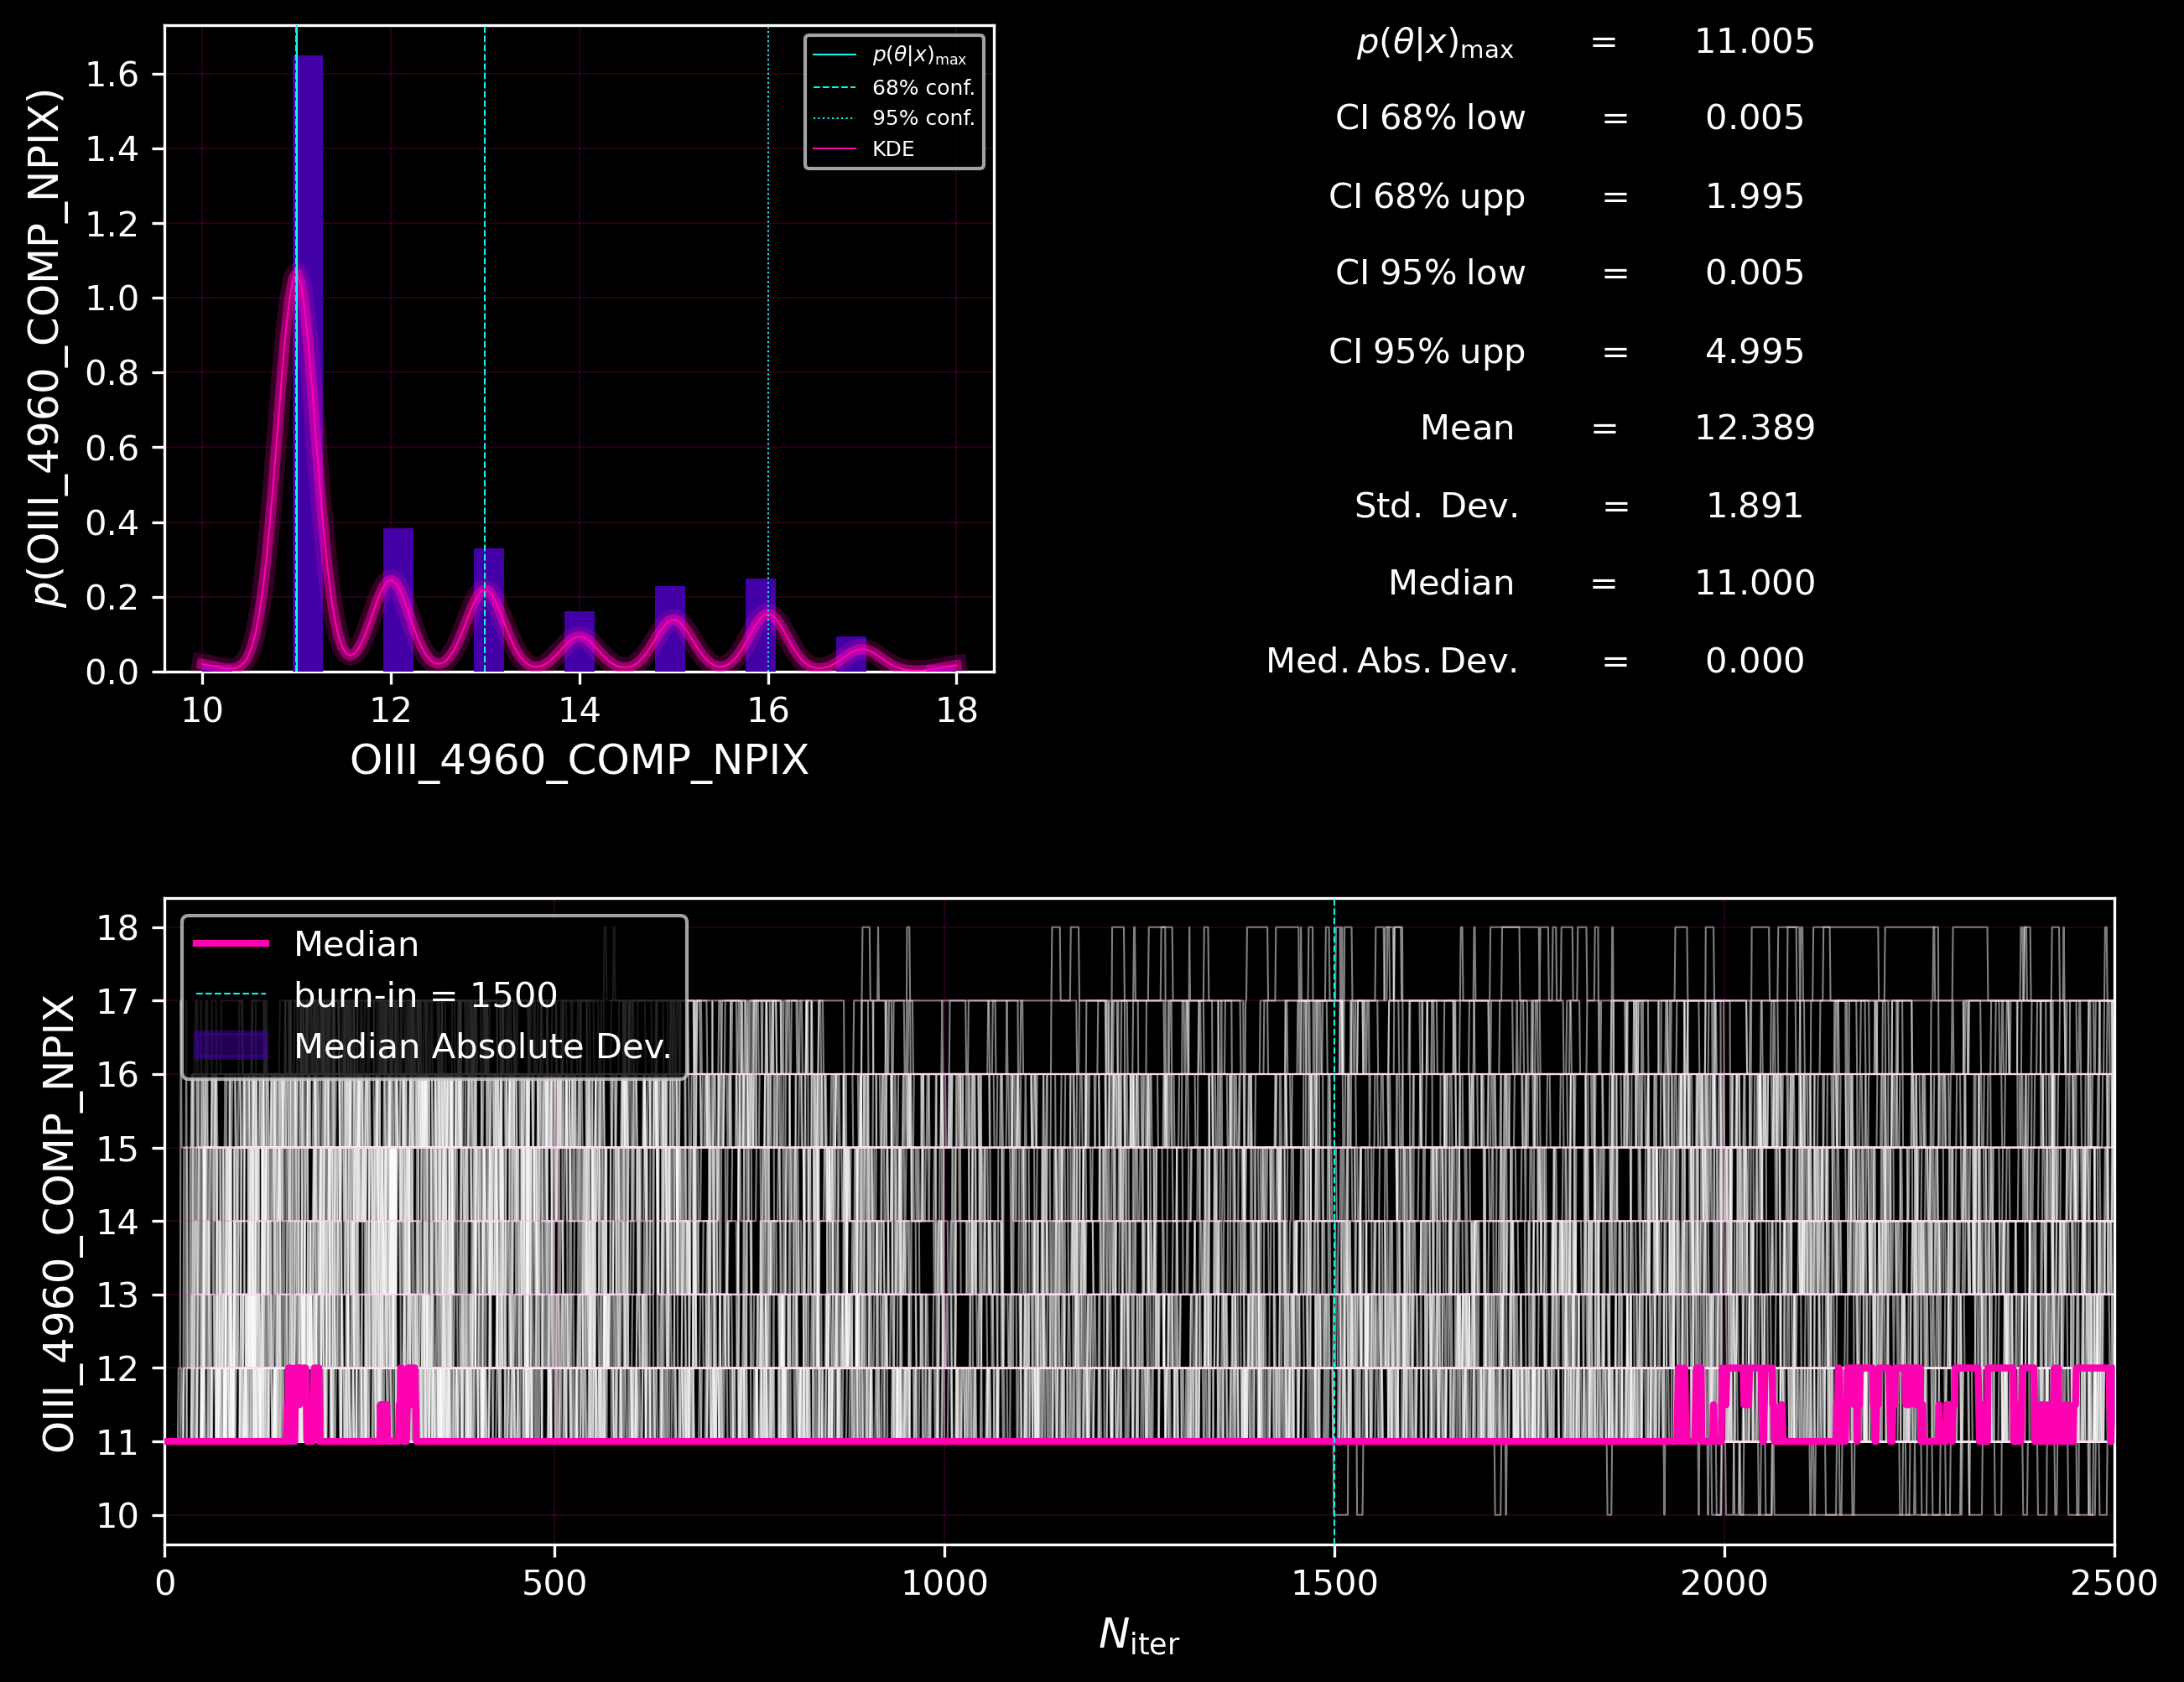 p(OIII_4960_COMP_NPIX)
1.6
1.4
1.2
1.0
0.8
0.6
0.4
0.2
0.0
10 12 14 16 18
OIII_4960_COMP_NPIX
p(θ|x)max
68% conf.
95% conf.
KDE
p(θ|x)max = 11.005
CI 68% low = 0.005
CI 68% upp = 1.995
CI 95% low = 0.005
CI 95% upp = 4.995
Mean = 12.389
Std. Dev. = 1.891
Median = 11.000
Med. Abs. Dev. = 0.000
OIII_4960_COMP_NPIX
18
17
16
15
14
13
12
11
10
Median
burn-in = 1500
Median Absolute Dev.
0 500 1000 1500 2000 2500
Niter